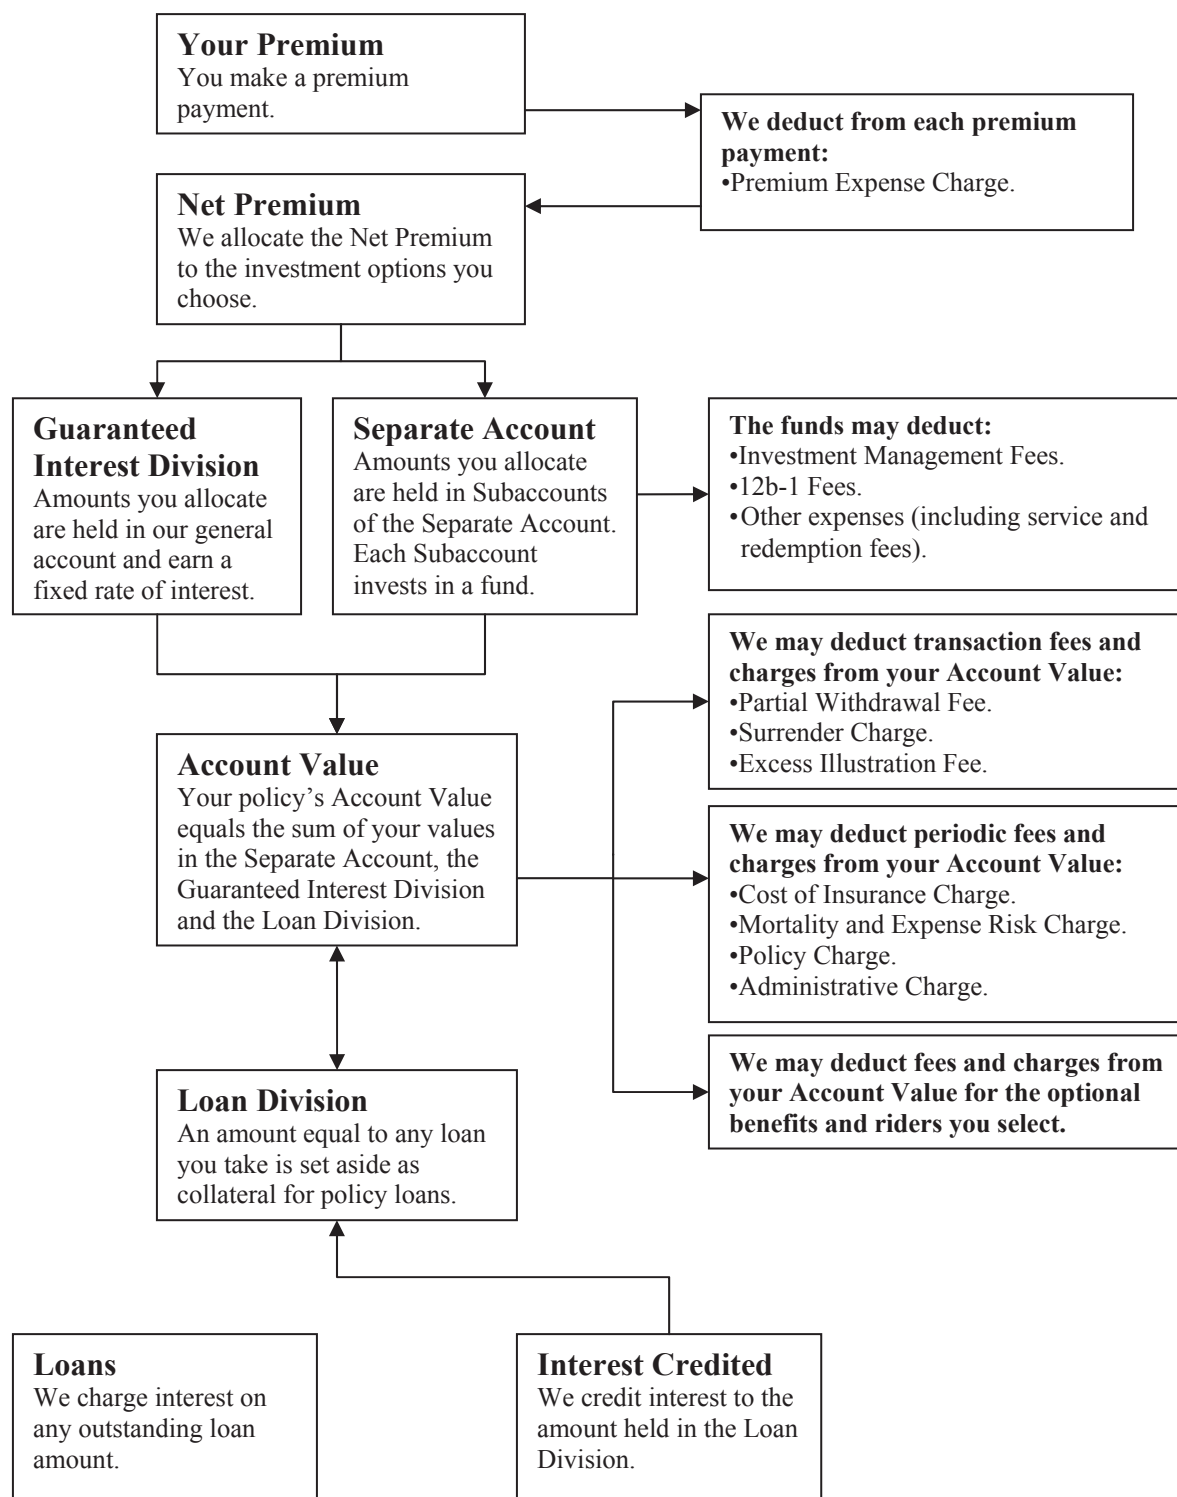 Your Premium
You make a premium
payment.
We deduct from each premium
payment:
•Premium Expense Charge.
Net Premium
We allocate the Net Premium
to the investment options you
choose.
Guaranteed
Interest Division
Amounts you allocate
are held in our general
account and earn a
fixed rate of interest.
Separate Account
Amounts you allocate
are held in Subaccounts
of the Separate Account.
Each Subaccount
invests in a fund.
The funds may deduct:
•Investment Management Fees.
•12b-1 Fees.
•Other expenses (including service and
redemption fees).
We may deduct transaction fees and
charges from your Account Value:
•Partial Withdrawal Fee.
•Surrender Charge.
•Excess Illustration Fee.
Account Value
Your policy’s Account Value
equals the sum of your values
in the Separate Account, the
Guaranteed Interest Division
and the Loan Division.
We may deduct periodic fees and
charges from your Account Value:
•Cost of Insurance Charge.
•Mortality and Expense Risk Charge.
•Policy Charge.
•Administrative Charge.
We may deduct fees and charges from
your Account Value for the optional
benefits and riders you select.
Loan Division
An amount equal to any loan
you take is set aside as
collateral for policy loans.
Loans
We charge interest on
any outstanding loan
amount.
Interest Credited
We credit interest to the
amount held in the Loan
Division.